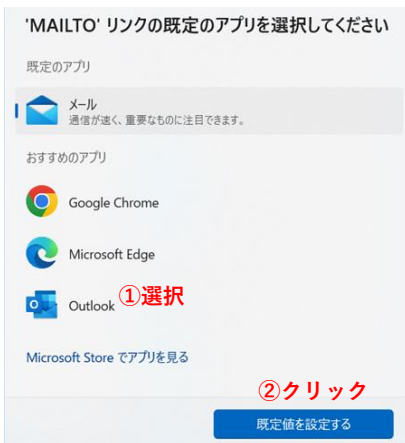 'MAILTO' リンクの既定のアプリを選択してください
既定のアプリ
メール
通信が速く、重要なものに注目できます。
おすすめのアプリ
Google Chrome
Microsoft Edge
Outlook ①選択
Microsoft Store でアプリを見る
②クリック
既定値を設定する